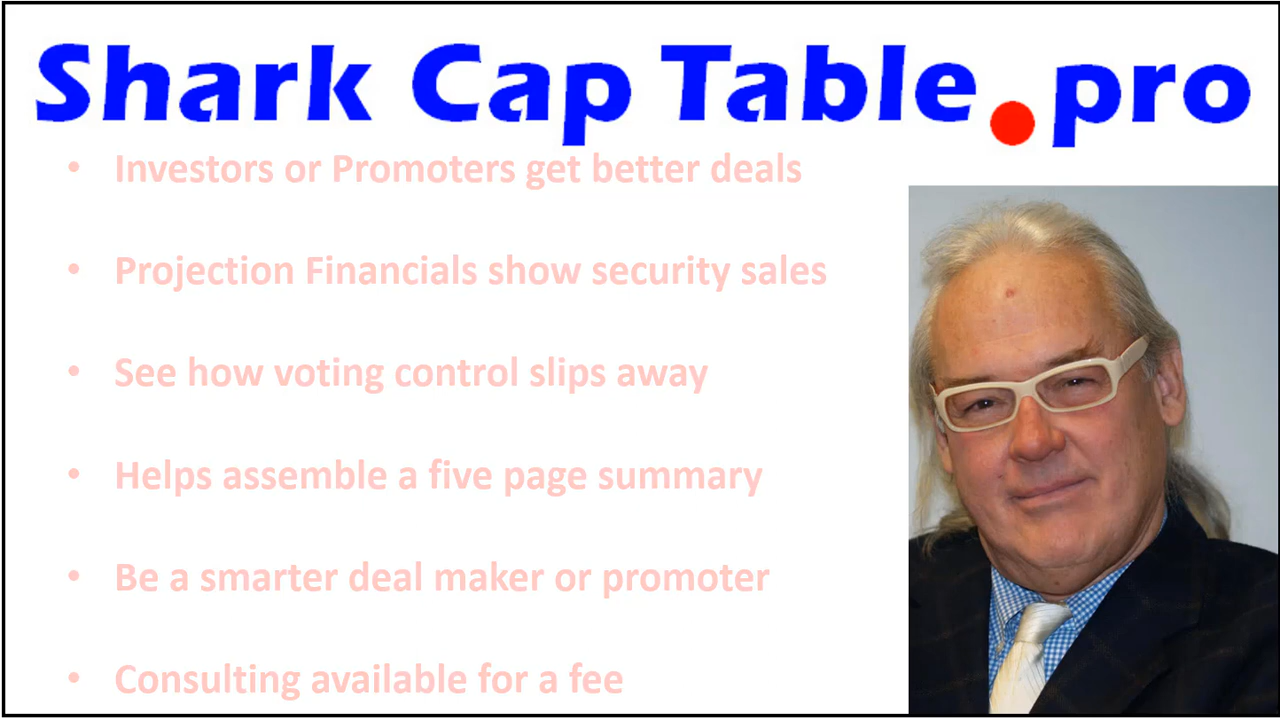 Shark Cap Table.pro
• Investors or Promoters get better deals
• Projection Financials show security sales
• See how voting control slips away
• Helps assemble a five page summary
• Be a smarter deal maker or promoter
• Consulting available for a fee